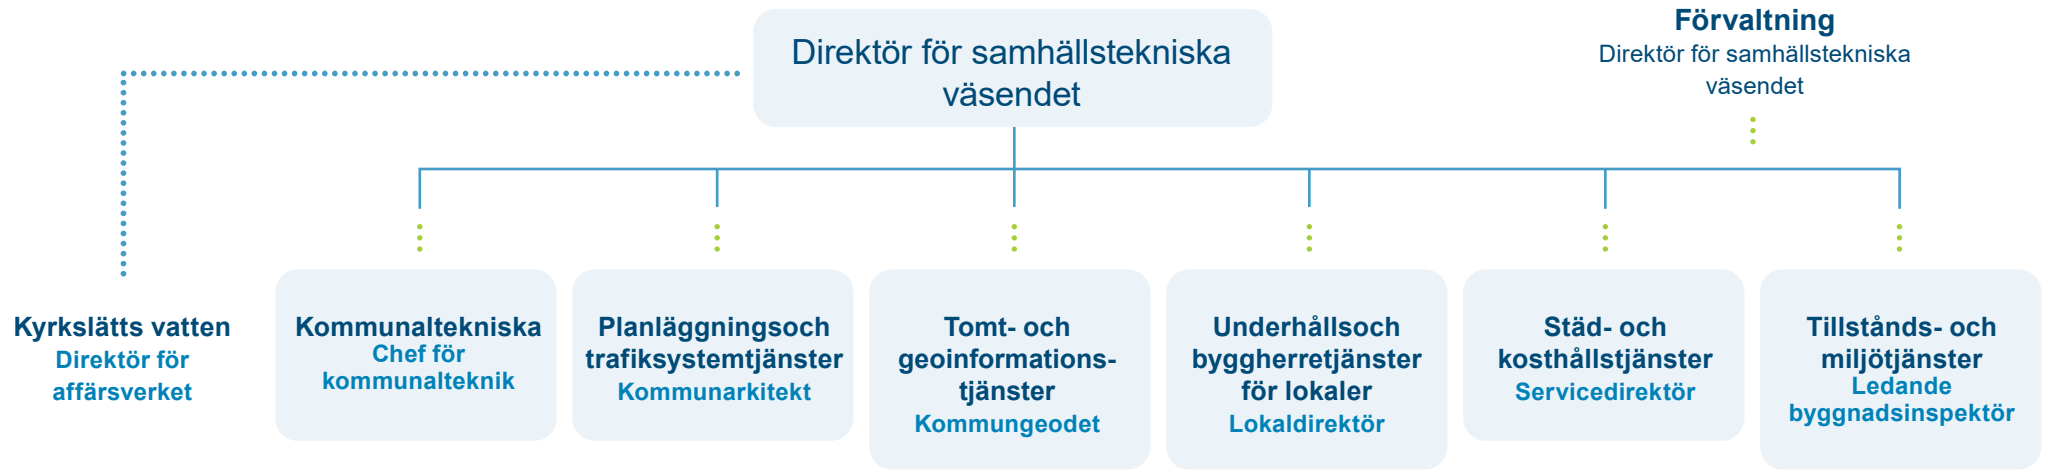 Direktör för samhällstekniska
väsendet
Förvaltning
Direktör för samhällstekniska
väsendet
Kyrkslätts vatten
Direktör för
affärsverket
Kommunaltekniska
Chef för
kommunalteknik
Planläggningsoch
trafiksystemtjänster
Kommunarkitekt
Tomt- och
geoinformations-
tjänster
Kommungeodet
Underhållsoch
byggherretjänster
för lokaler
Lokaldirektör
Städ- och
kosthållstjänster
Servicedirektör
Tillstånds- och
miljötjänster
Ledande
byggnadsinspektör